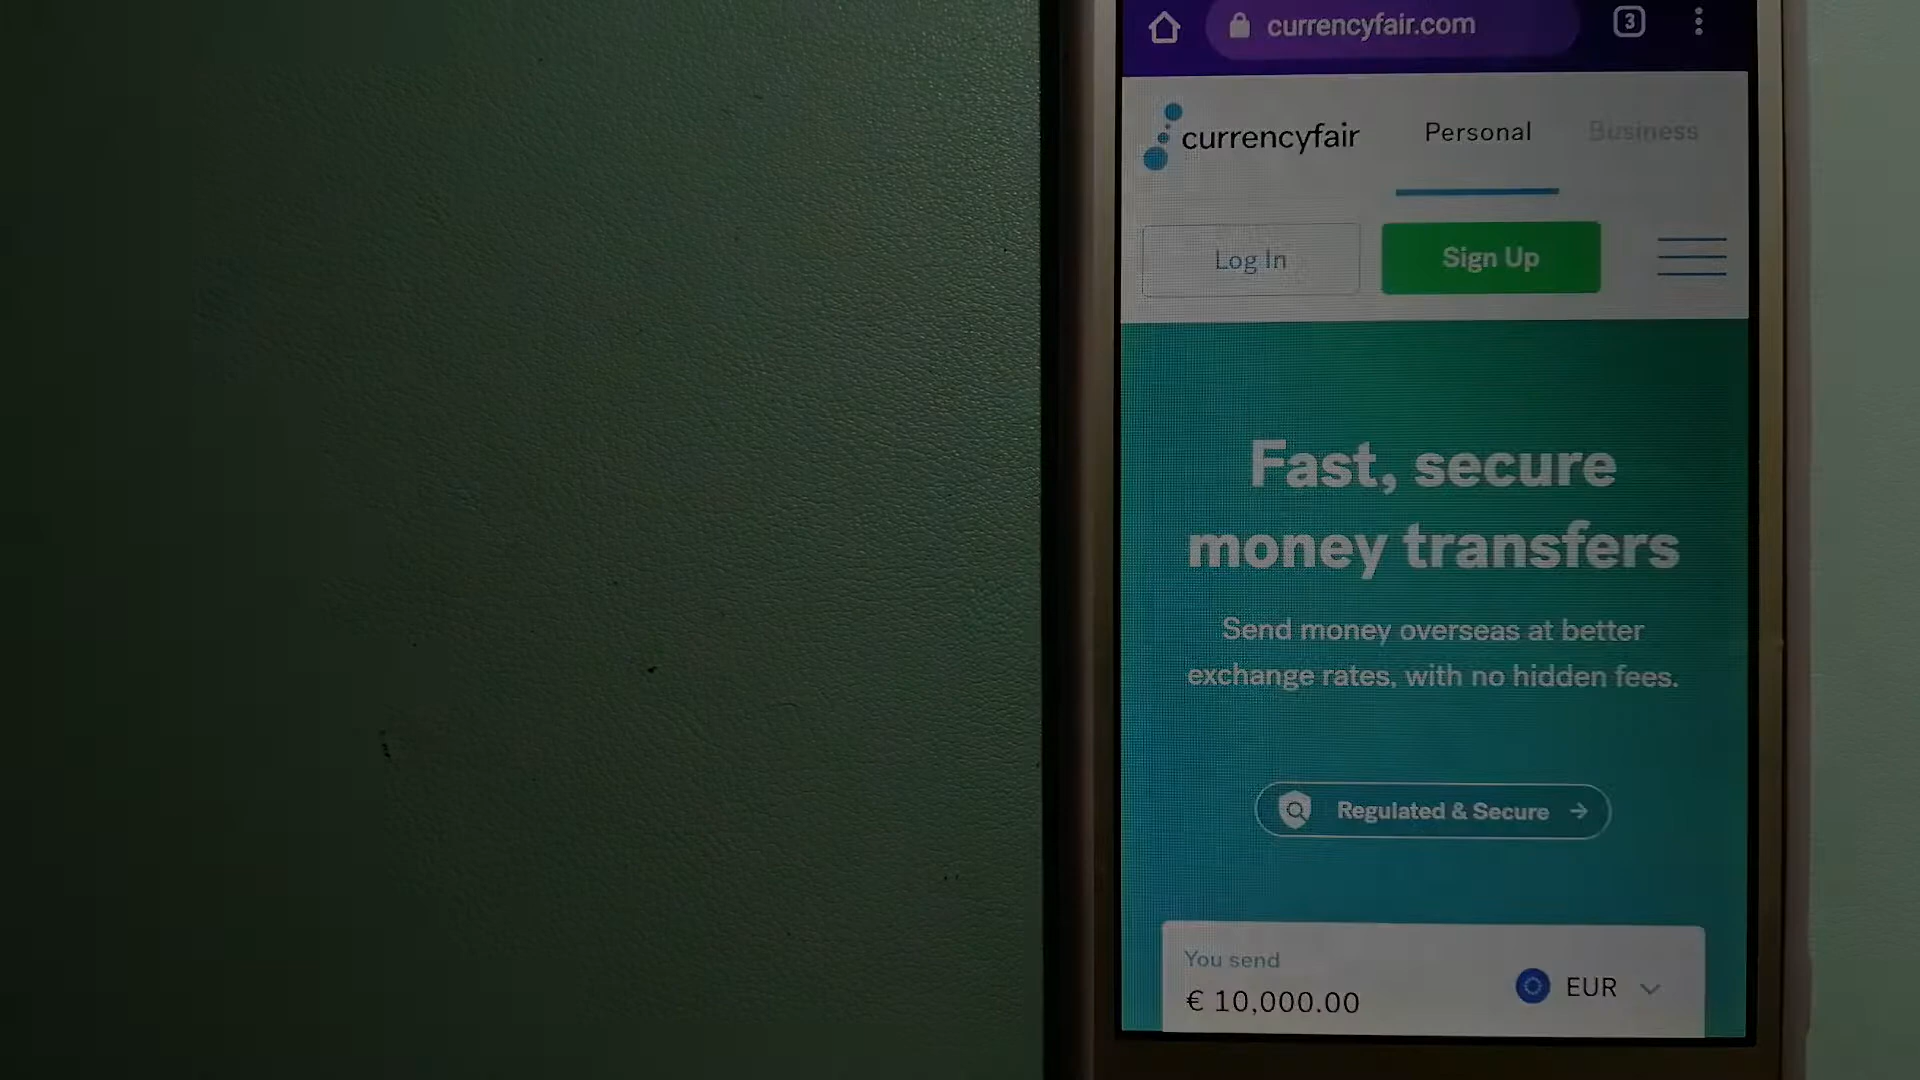 currencyfair.com
3
currencyfair
Personal
Business
Log In
Sign Up
Fast, secure
money transfers
Send money overseas at better
exchange rates, with no hidden fees.
Regulated & Secure →
You send
€ 10,000.00
EUR